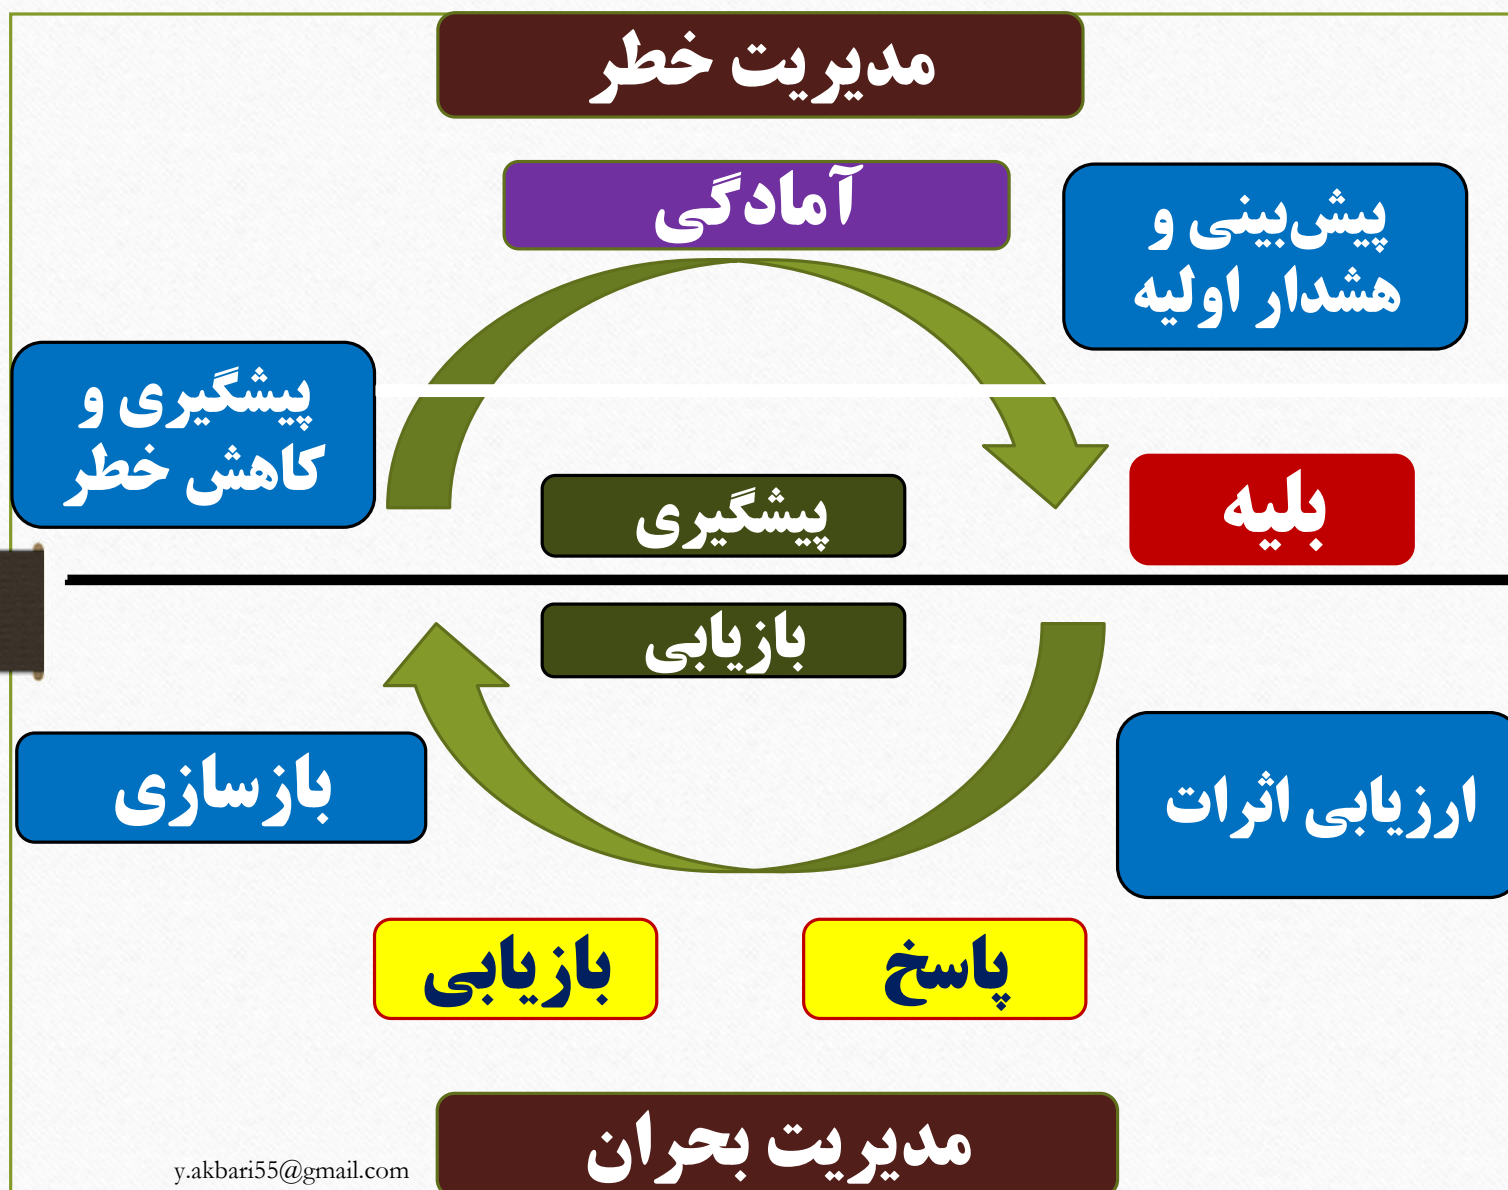 مدیریت خطر
آمادگی
پیش‌بینی و
هشدار اولیه
پیشگیری و
کاهش خطر
پیشگیری
بلیه
بازیابی
بازسازی
ارزیابی اثرات
پاسخ
بازیابی
مدیریت بحران
y.akbari55@gmail.com